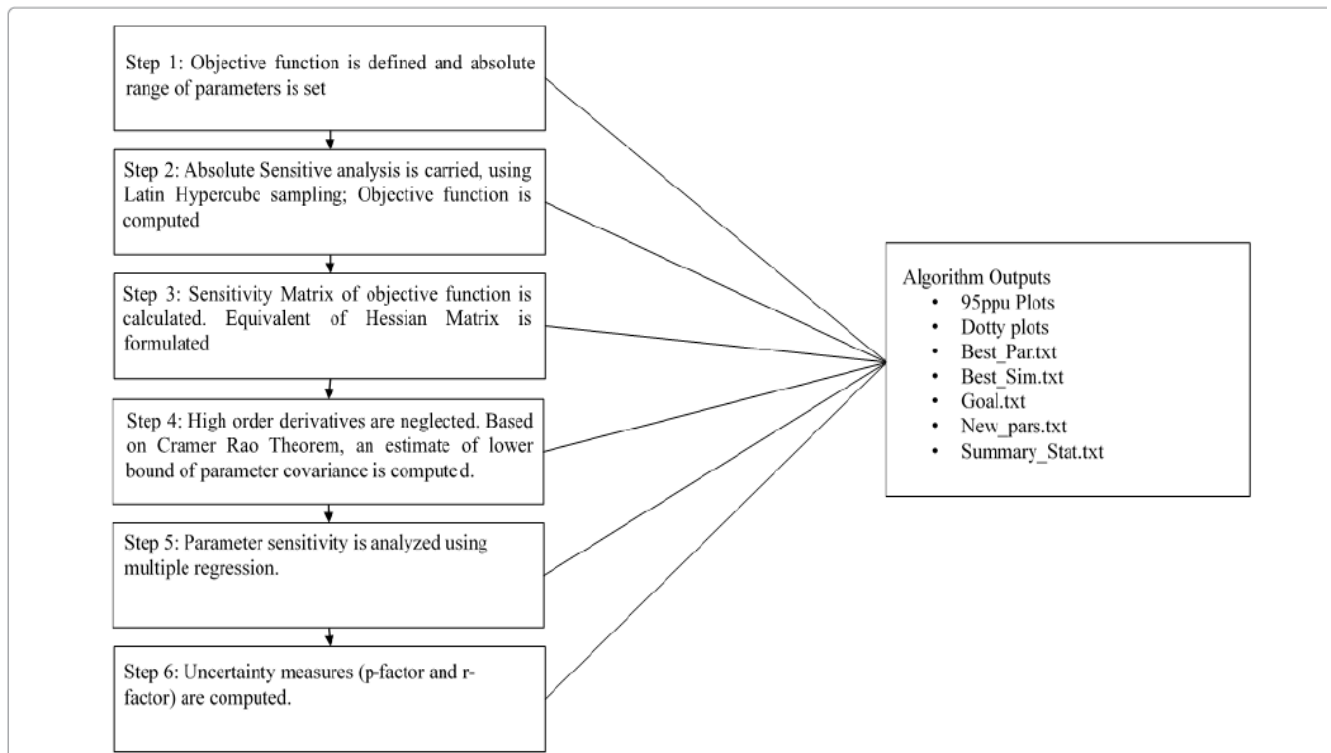 Step 1: Objective function is defined and absolute
range of parameters is set
Step 2: Absolute Sensitive analysis is carried, using
Latin Hypercube sampling; Objective function is
computed
Step 3: Sensitivity Matrix of objective function is
calculated. Equivalent of Hessian Matrix is
formulated
Step 4: High order derivatives are neglected. Based
on Cramer Rao Theorem, an estimate of lower
bound of parameter covariance is computed.
Step 5: Parameter sensitivity is analyzed using
multiple regression.
Step 6: Uncertainty measures (p-factor and r-
factor) are computed.
Algorithm Outputs
• 95ppu Plots
• Dotty plots
• Best_Par.txt
• Best_Sim.txt
• Goal.txt
• New_pars.txt
• Summary_Stat.txt